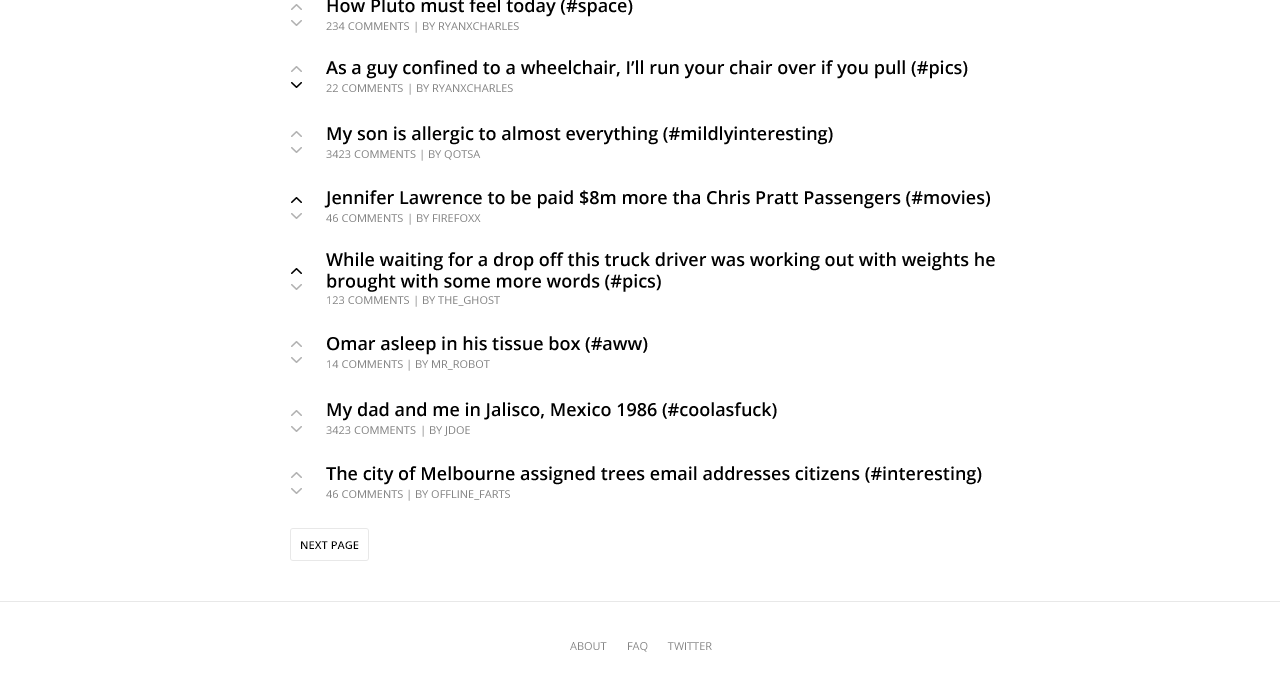 How Pluto must feel today (#space)
234 COMMENTS | BY RYANXCHARLES
As a guy confined to a wheelchair, I’ll run your chair over if you pull (#pics)
22 COMMENTS | BY RYANXCHARLES
My son is allergic to almost everything (#mildlyinteresting)
3423 COMMENTS | BY QOTSA
Jennifer Lawrence to be paid $8m more tha Chris Pratt Passengers (#movies)
46 COMMENTS | BY FIREFOXX
While waiting for a drop off this truck driver was working out with weights he
brought with some more words (#pics)
123 COMMENTS | BY THE_GHOST
Omar asleep in his tissue box (#aww)
14 COMMENTS | BY MR_ROBOT
My dad and me in Jalisco, Mexico 1986 (#coolasfuck)
3423 COMMENTS | BY JDOE
The city of Melbourne assigned trees email addresses citizens (#interesting)
46 COMMENTS | BY OFFLINE_FARTS
NEXT PAGE
ABOUT FAQ TWITTER